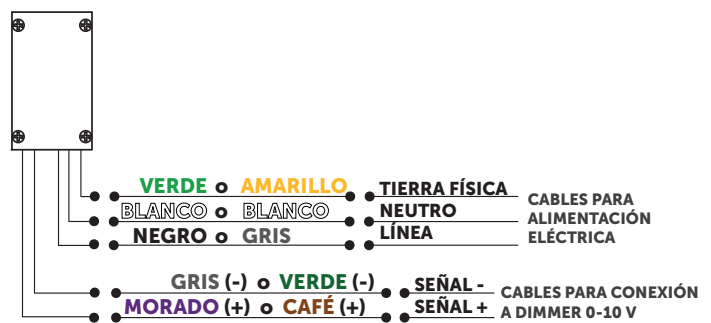 VERDE o AMARILLO TIERRA FÍSICA
BLANCO o BLANCO NEUTRO
NEGRO o GRIS LÍNEA
CABLES PARA
ALIMENTACIÓN
ELÉCTRICA
GRIS (-) o VERDE (-) SEÑAL -
MORADO (+) o CAFÉ (+) SEÑAL +
CABLES PARA CONEXIÓN
A DIMMER 0-10 V